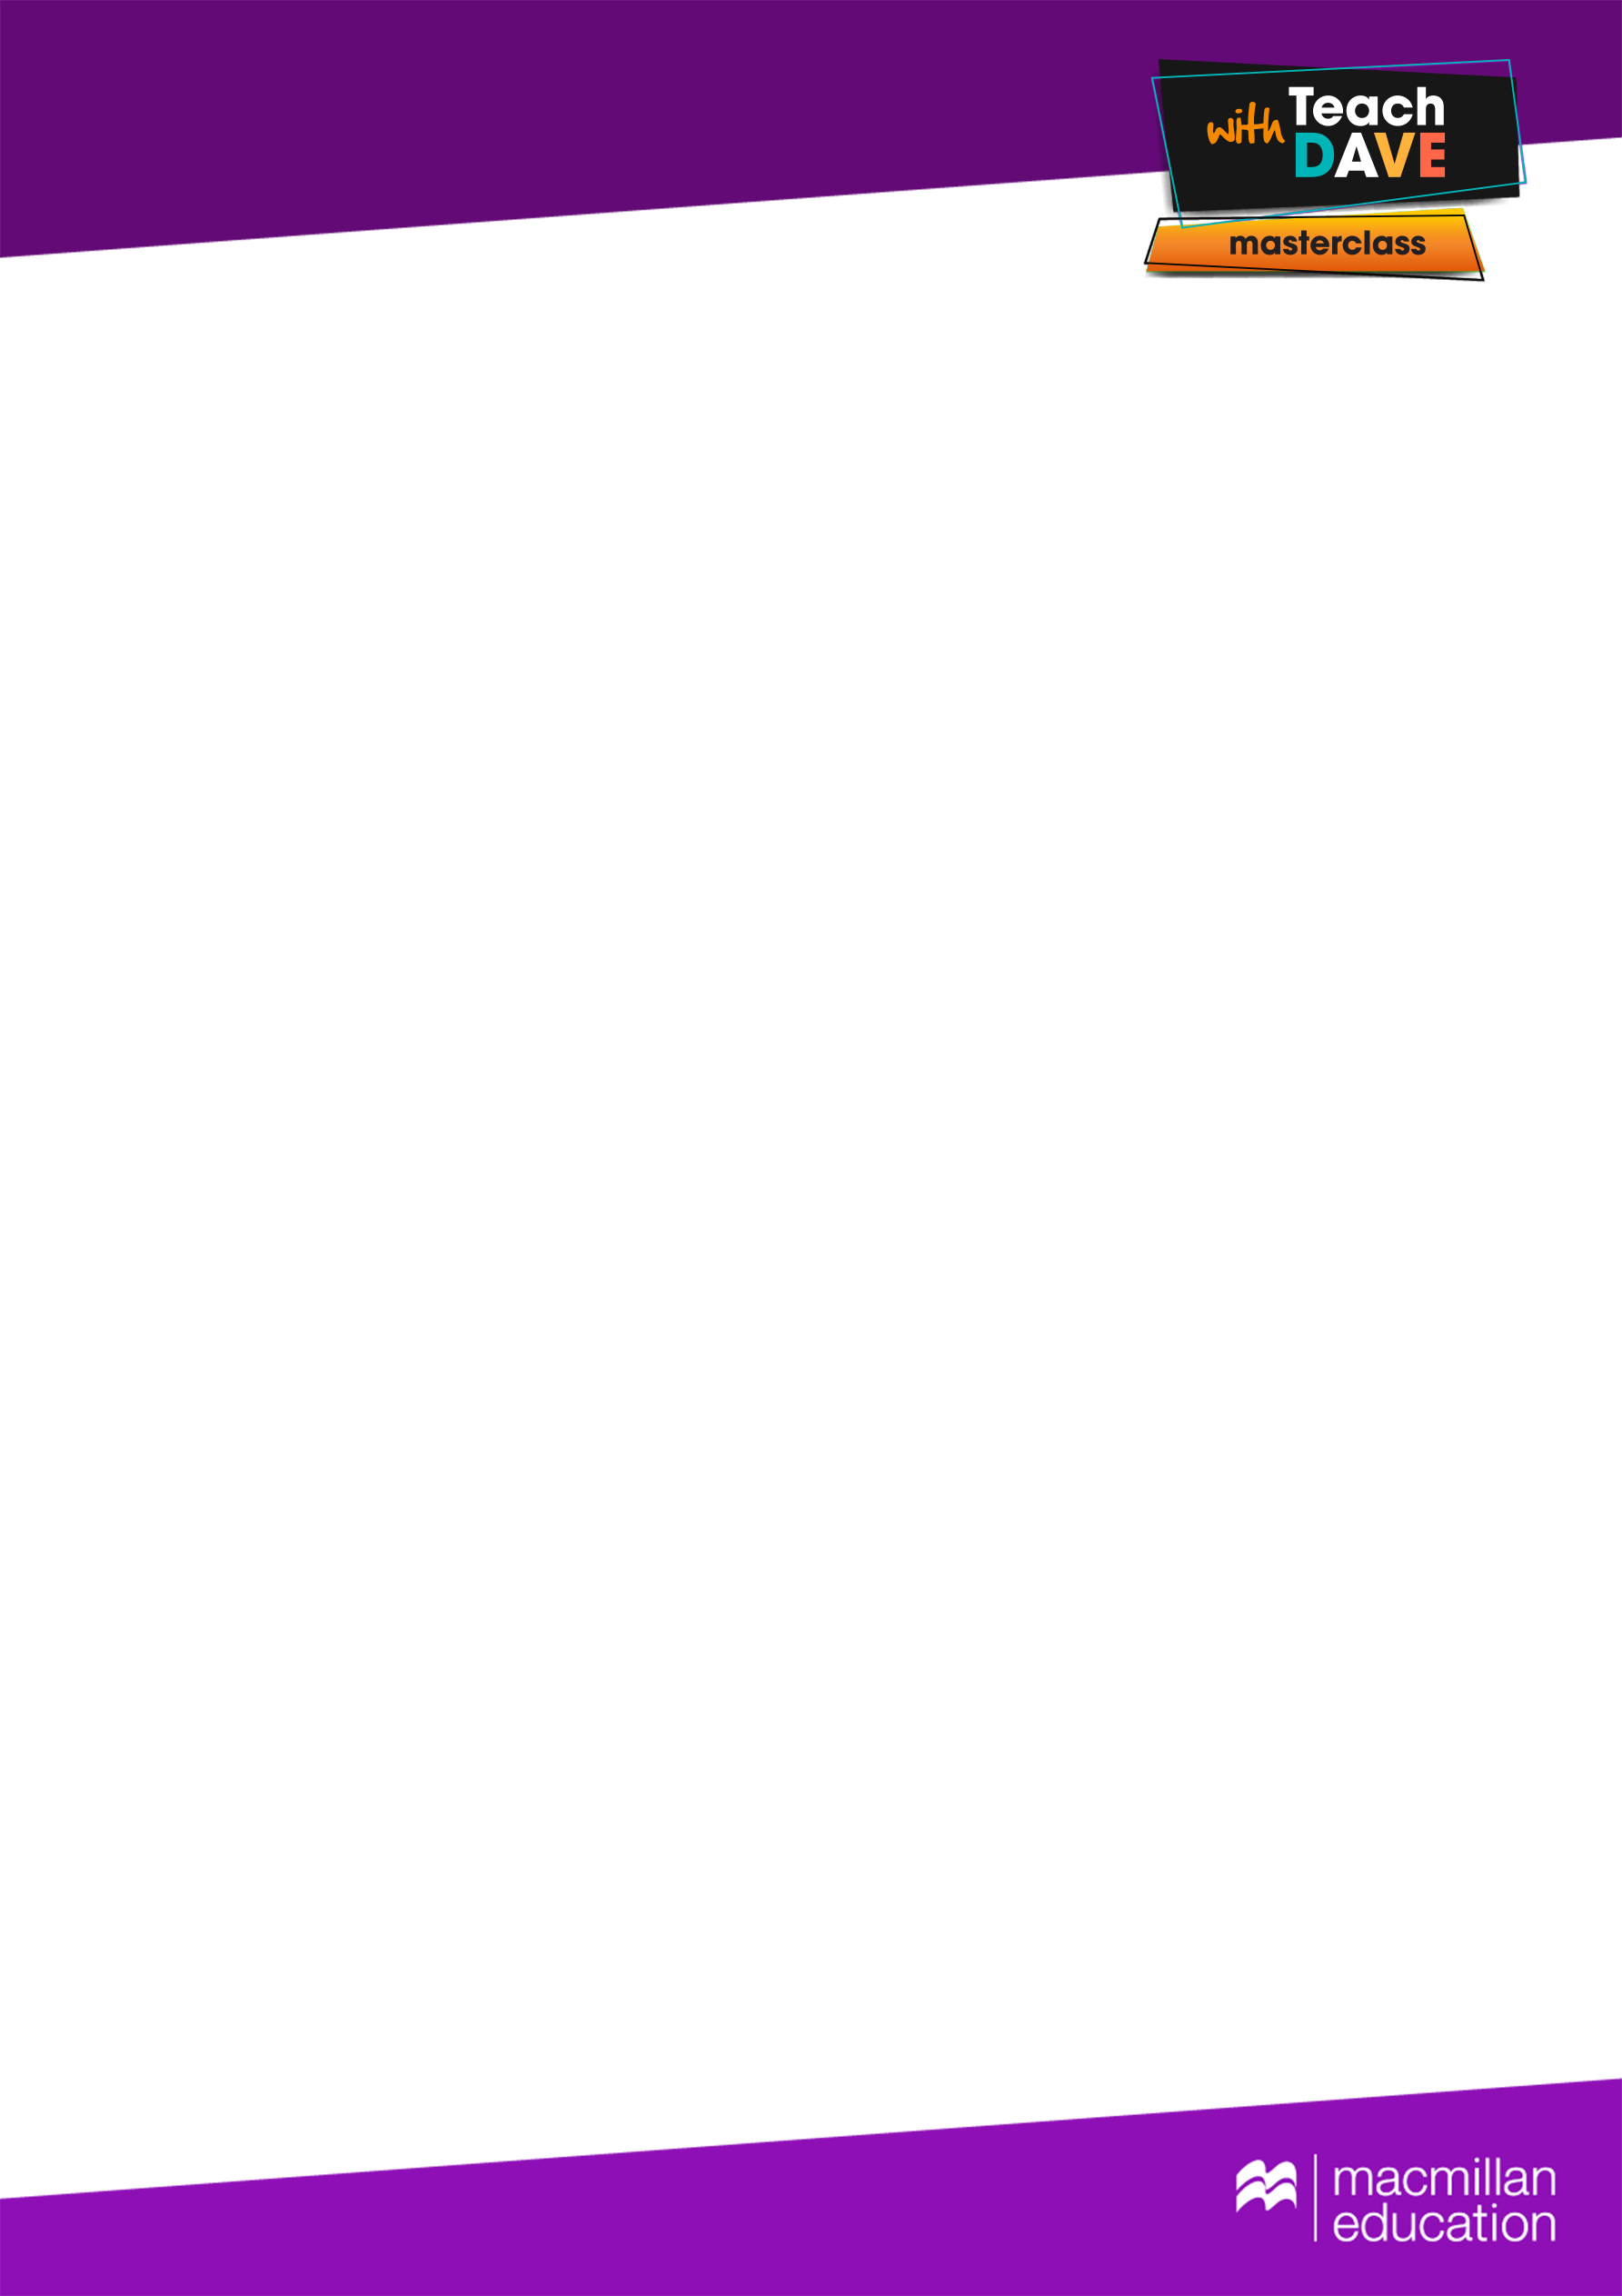 Teach
with
DAVE
masterclass
macmillan
education